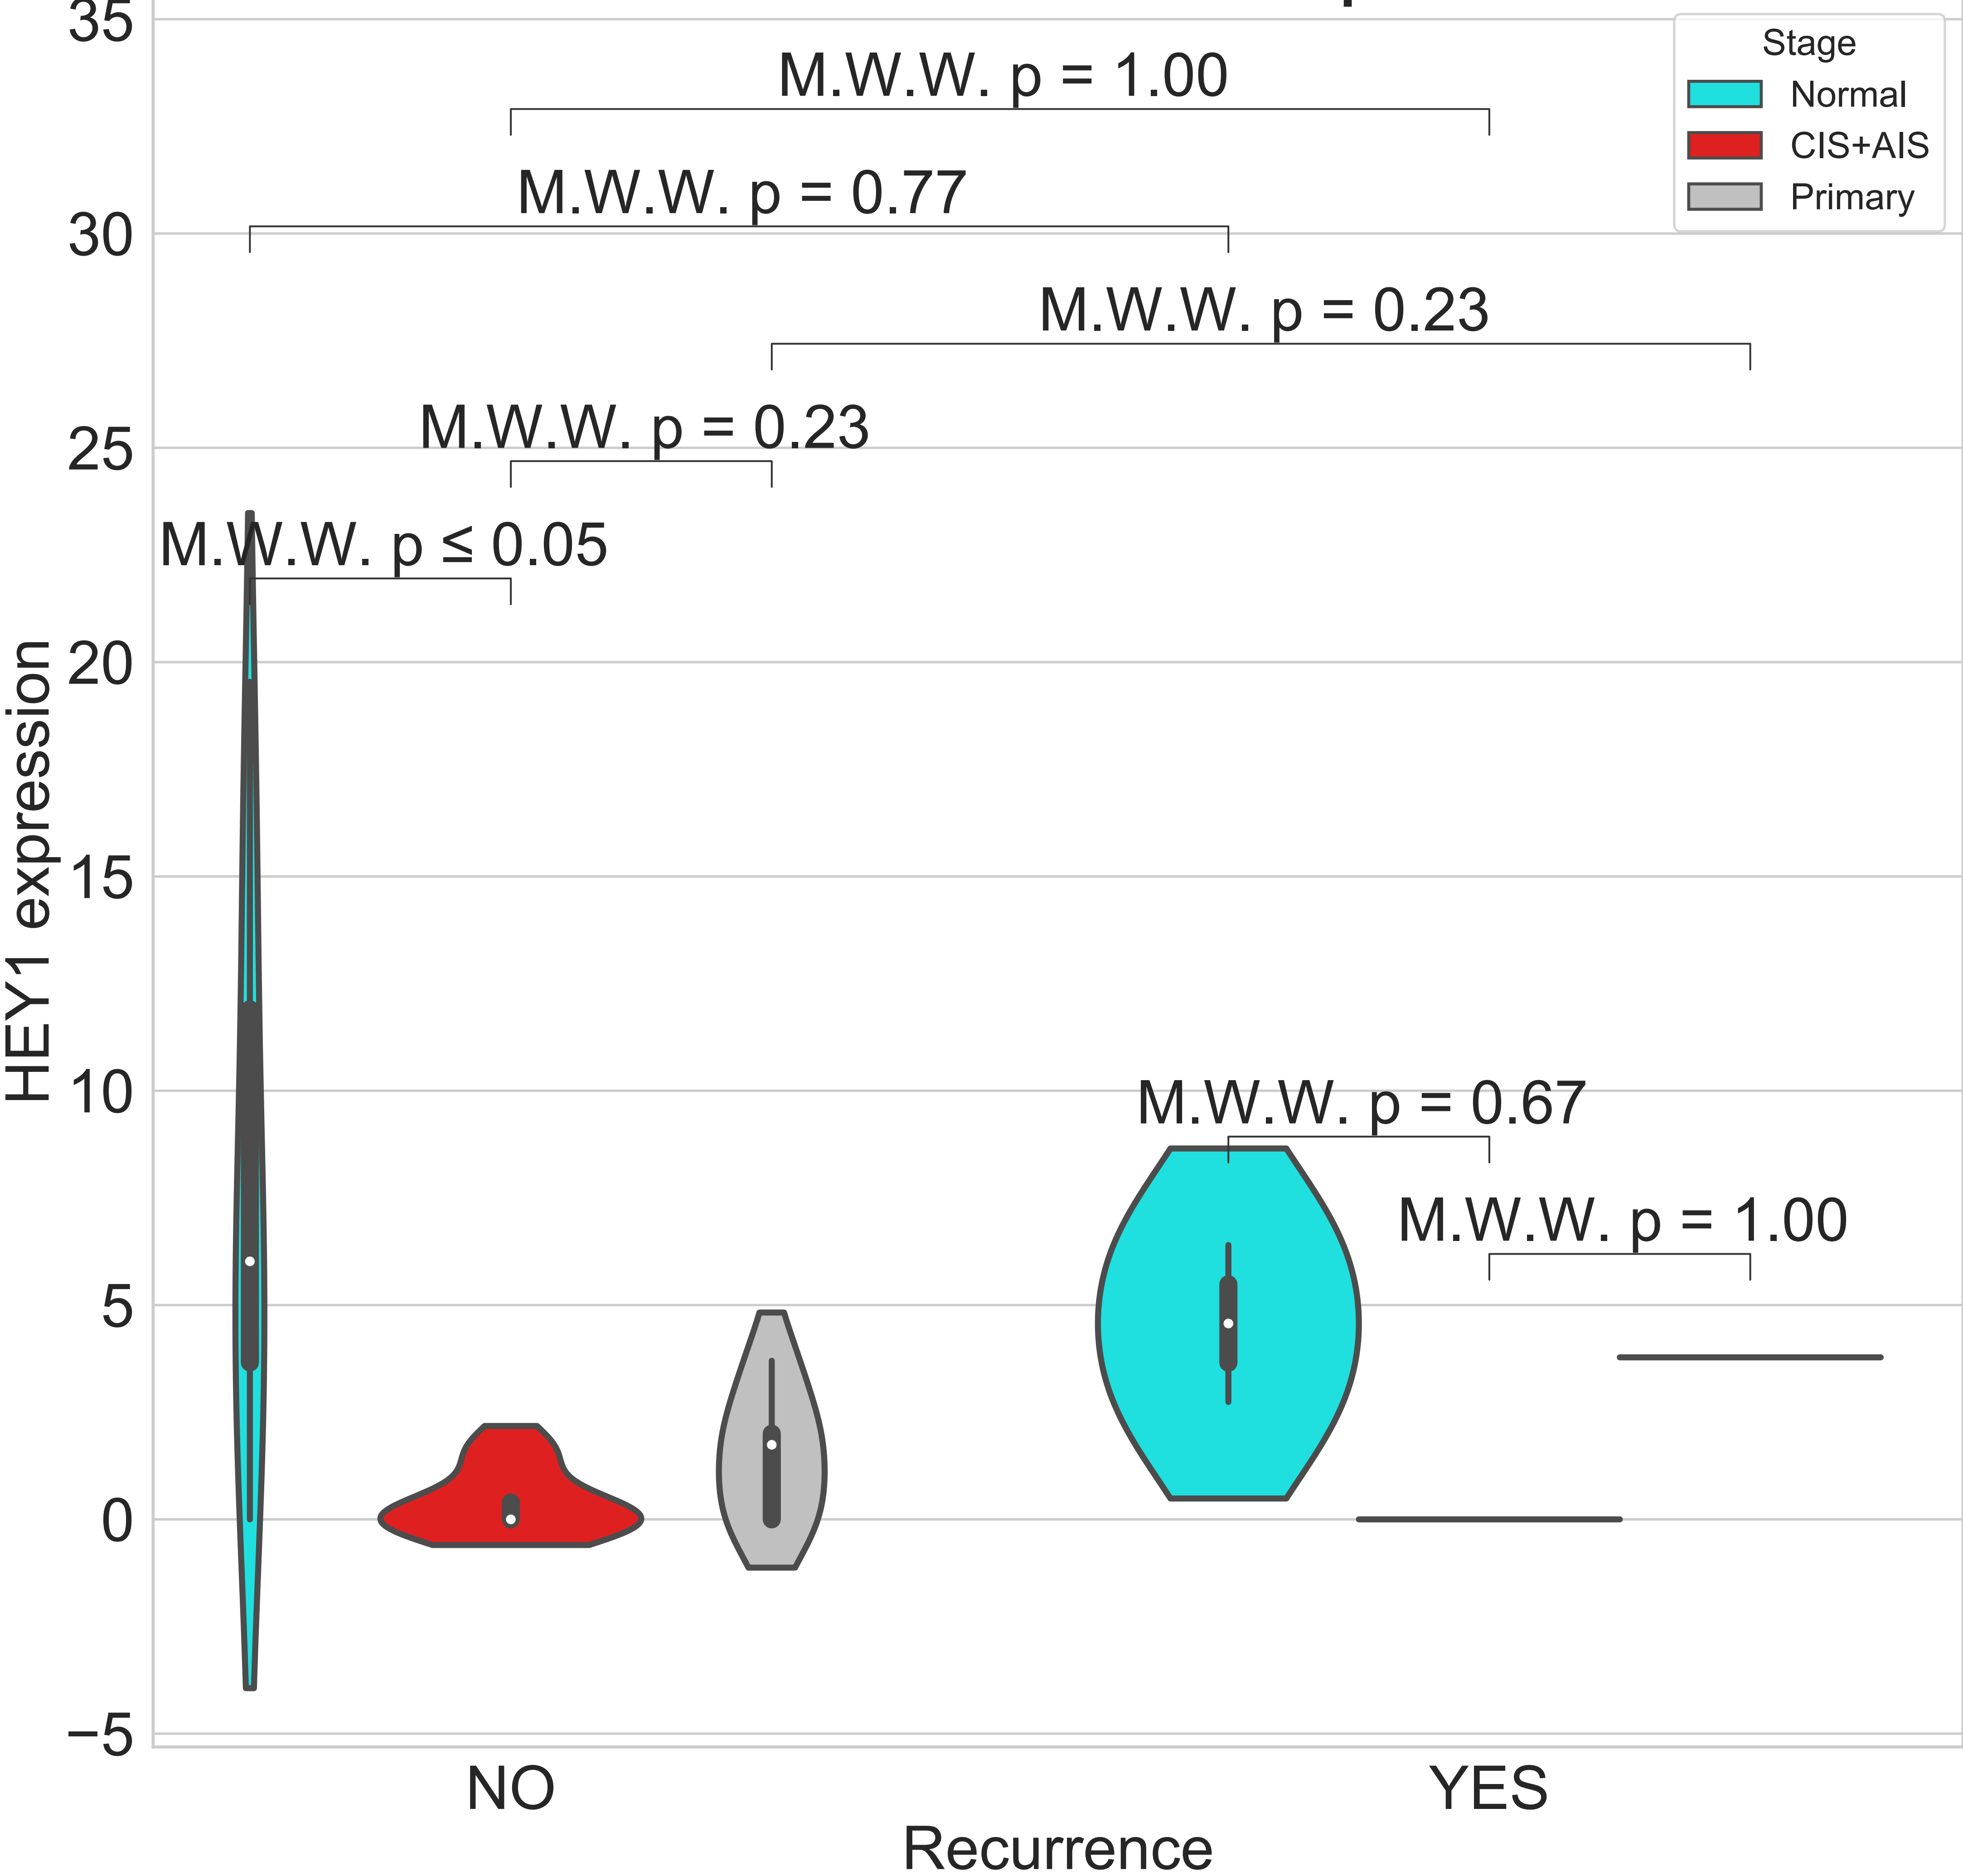 35
M.W.W. p = 1.00
Stage
Normal
CIS+AIS
Primary
M.W.W. p = 0.77
30
M.W.W. p = 0.23
M.W.W. p = 0.23
25
M.W.W. p ≤ 0.05
20
15
10
5
0
−5
HEY1 expression
M.W.W. p = 0.67
M.W.W. p = 1.00
NO
YES
Recurrence